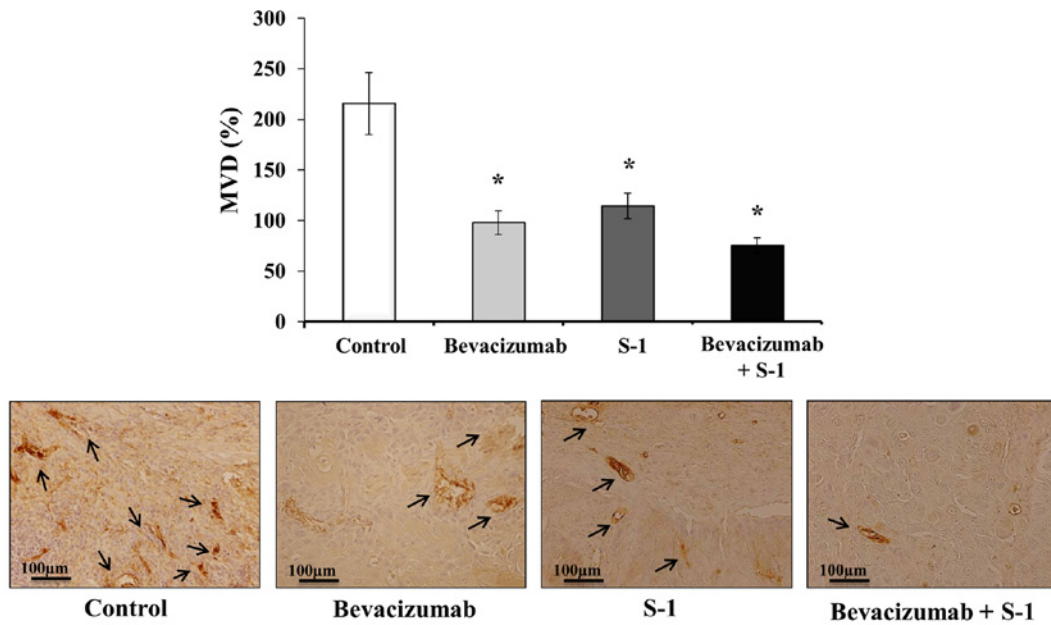 300
250
200
150
100
50
0
MVD (%)
*
*
*
Control
Bevacizumab
S-1
Bevacizumab
+ S-1
100μm
100μm
100μm
100μm
Control
Bevacizumab
S-1
Bevacizumab + S-1